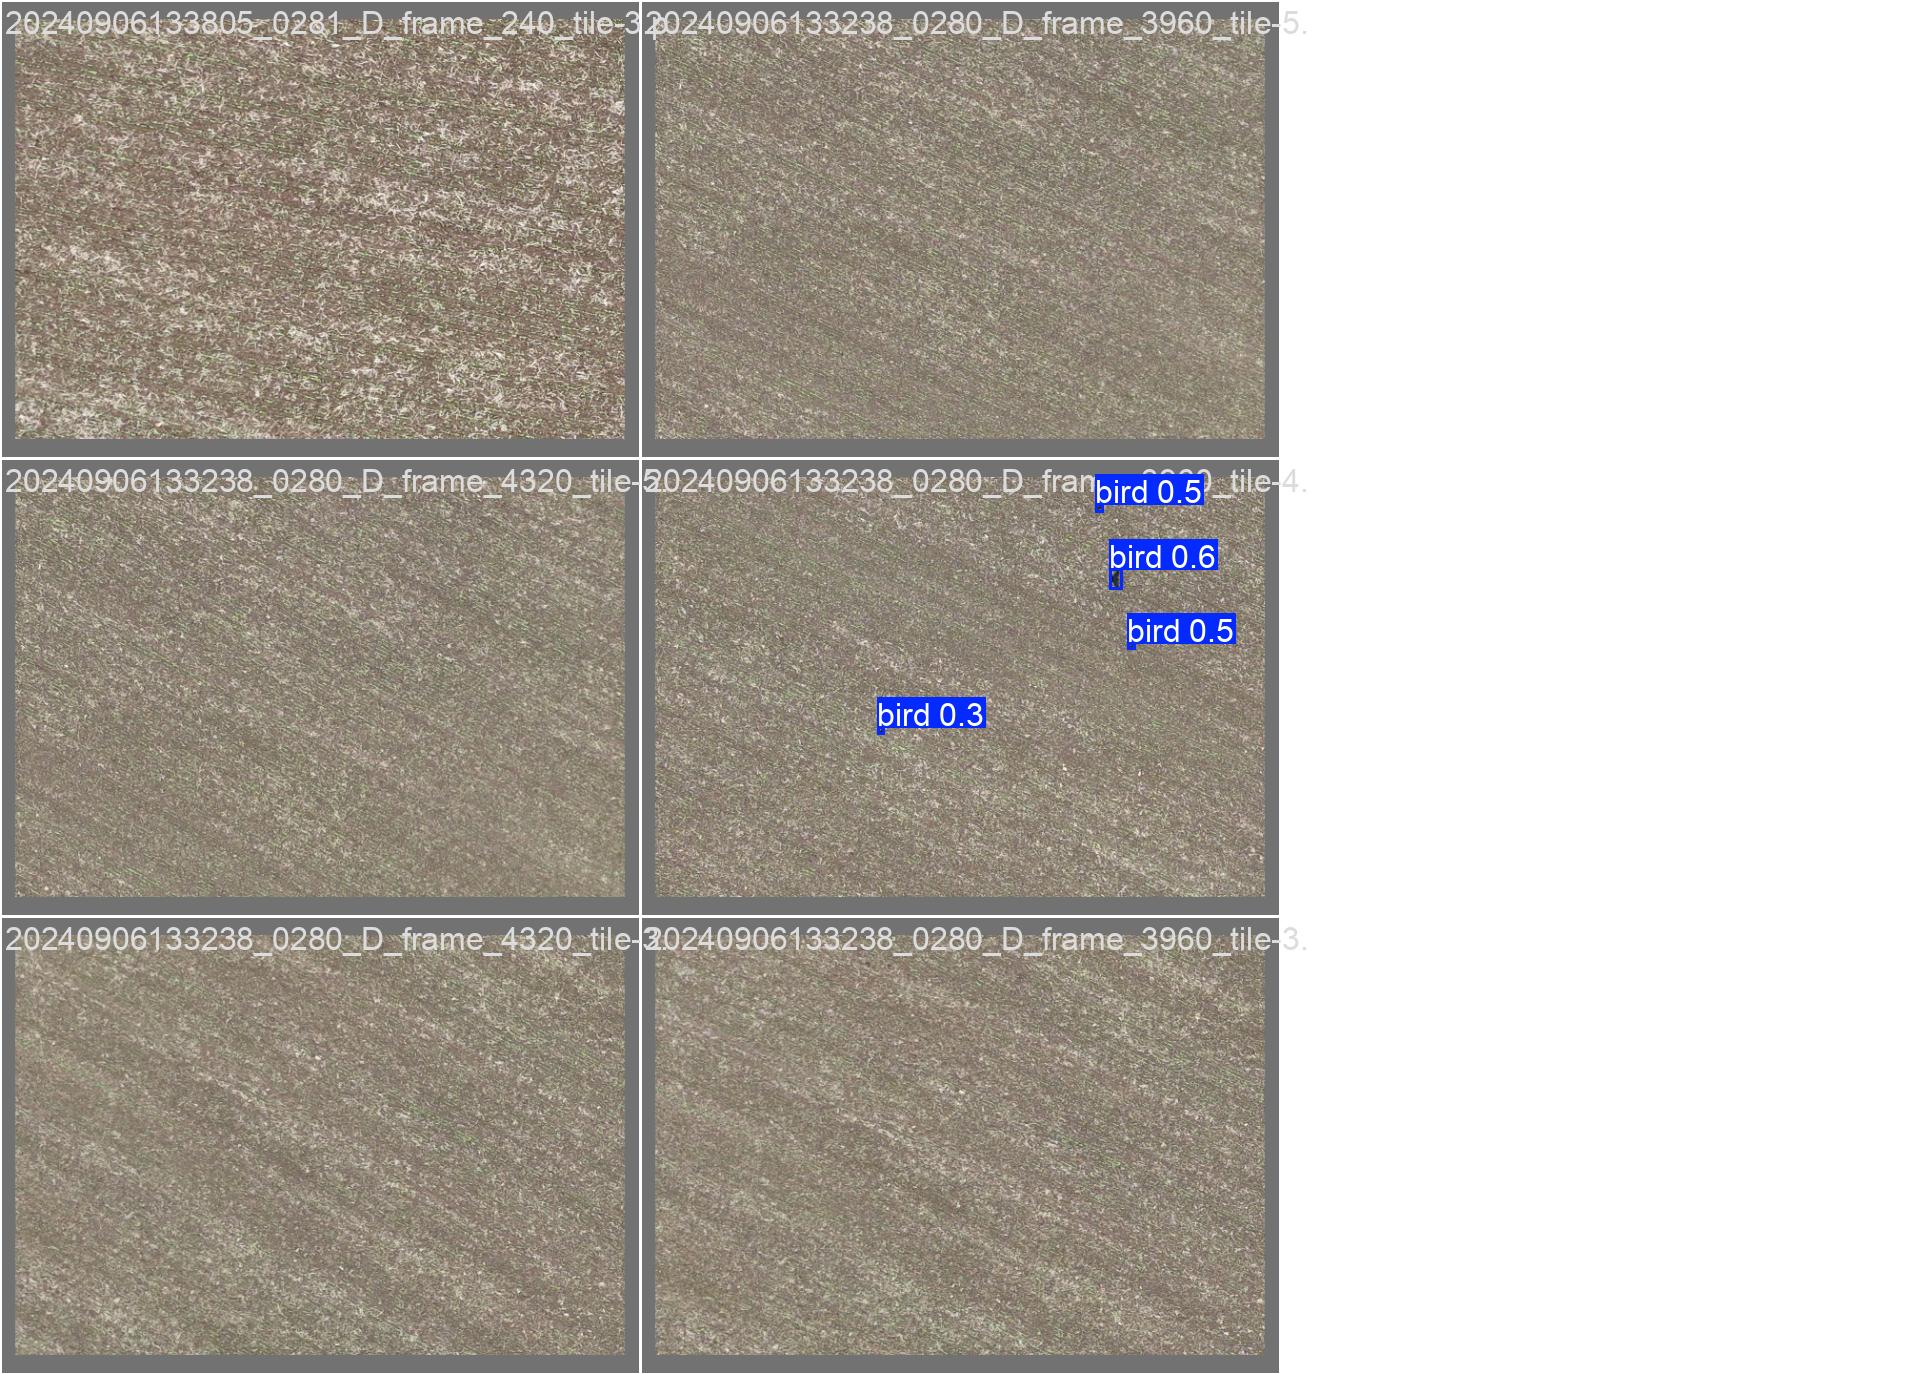 20240906133805_0281_D_frame_240_tile-3.
20240906133238_0280_D_frame_3960_tile-5.
20240906133238_0280_D_frame_4320_tile-5
20240906133238_0280_D_fram
_tile-4.
bird 0.5
bird 0.6
bird 0.5
bird 0.3
20240906133238_0280_D_frame_4320_tile-3.
20240906133238_0280_D_frame_3960_tile-3.